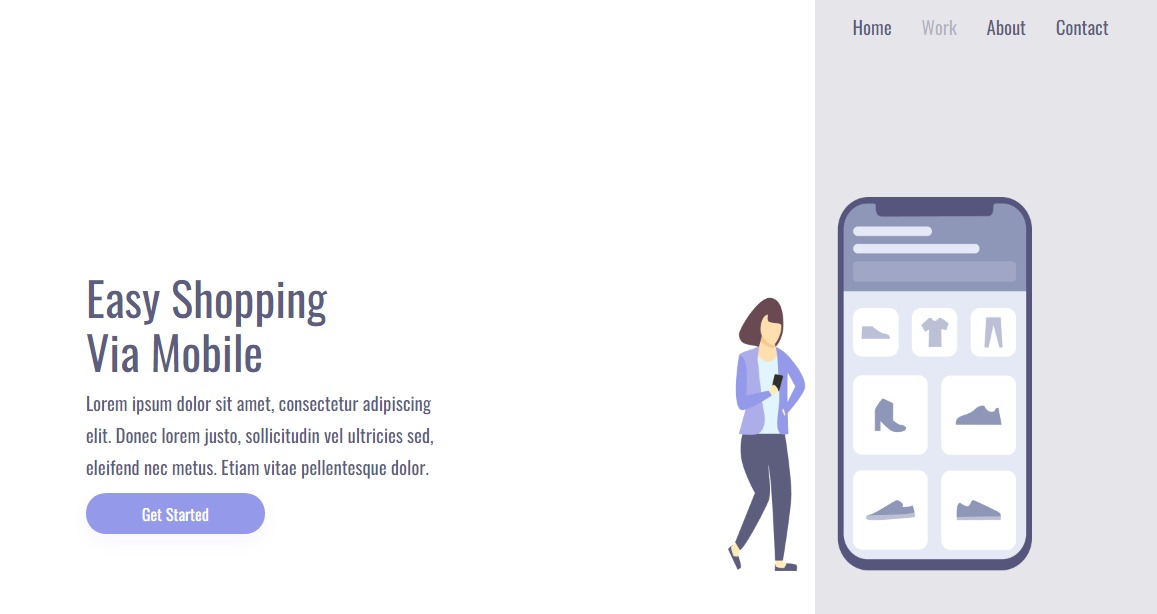 Home Work About Contact
Easy Shopping
Via Mobile
Lorem ipsum dolor sit amet, consectetur adipiscing
elit. Donec lorem justo, sollicitudin vel ultricies sed,
eleifend nec metus. Etiam vitae pellentesque dolor.
Get Started